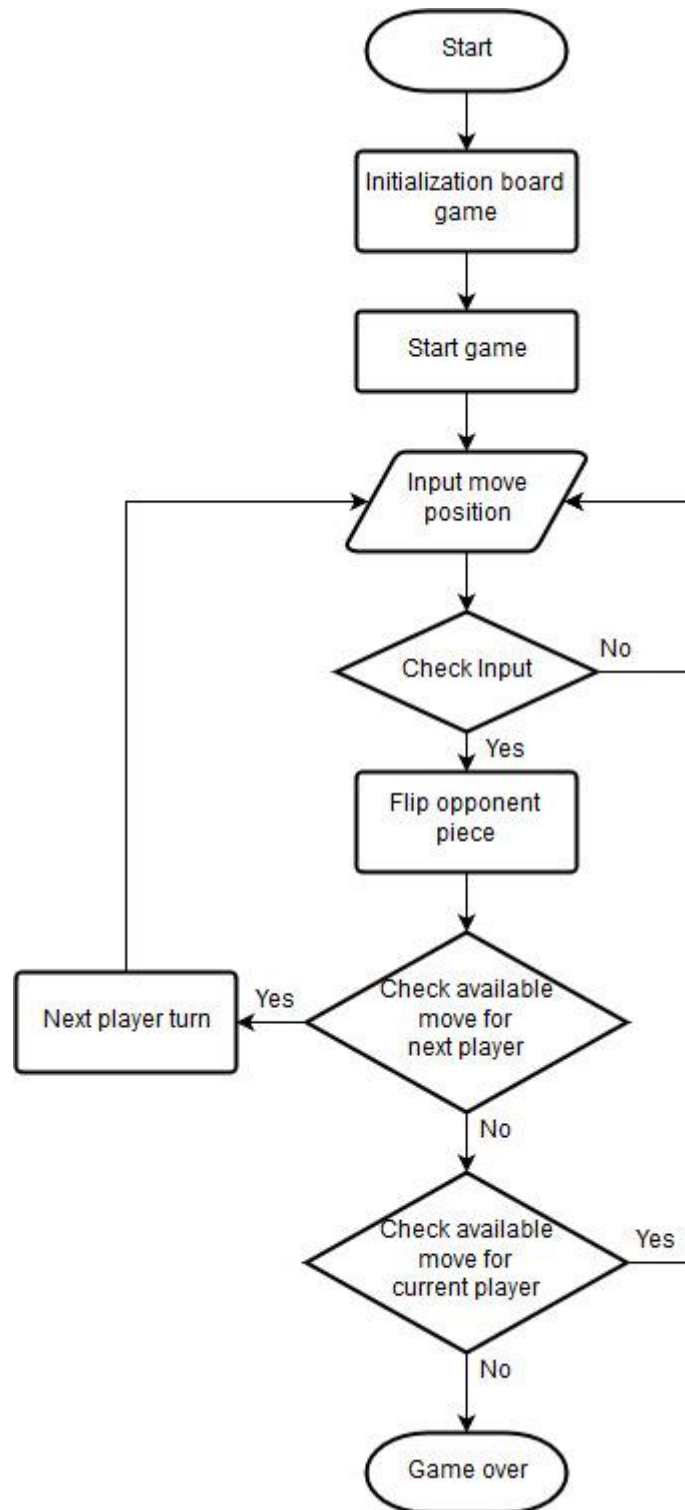 Start
Initialization board
game
Start game
Input move
position
Check Input
No
Yes
Flip opponent
piece
Next player turn
Yes
Check available
move for
next player
No
Check available
move for
current player
Yes
No
Game over